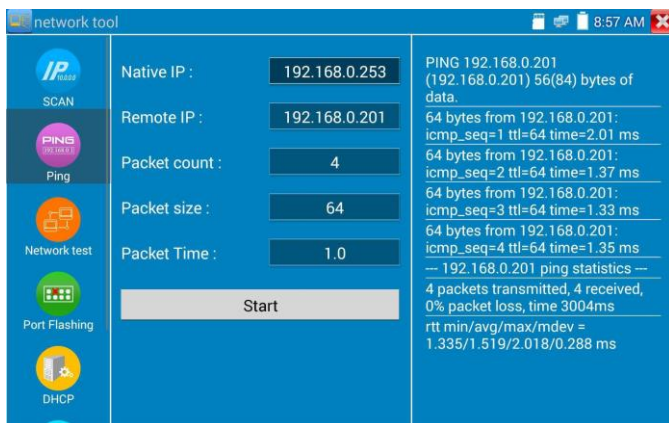 network tool
8:57 AM
IP
10.0.0.0
SCAN
PING
Ping
Network test
Port Flashing
DHCP
Native IP :
192.168.0.253
Remote IP :
192.168.0.201
Packet count :
4
Packet size :
64
Packet Time :
1.0
Start
PING 192.168.0.201
(192.168.0.201) 56(84) bytes of
data.
64 bytes from 192.168.0.201:
icmp_seq=1 ttl=64 time=2.01 ms
64 bytes from 192.168.0.201:
icmp_seq=2 ttl=64 time=1.37 ms
64 bytes from 192.168.0.201:
icmp_seq=3 ttl=64 time=1.33 ms
64 bytes from 192.168.0.201:
icmp_seq=4 ttl=64 time=1.35 ms
--- 192.168.0.201 ping statistics ---
4 packets transmitted, 4 received,
0% packet loss, time 3004ms
rtt min/avg/max/mdev =
1.335/1.519/2.018/0.288 ms